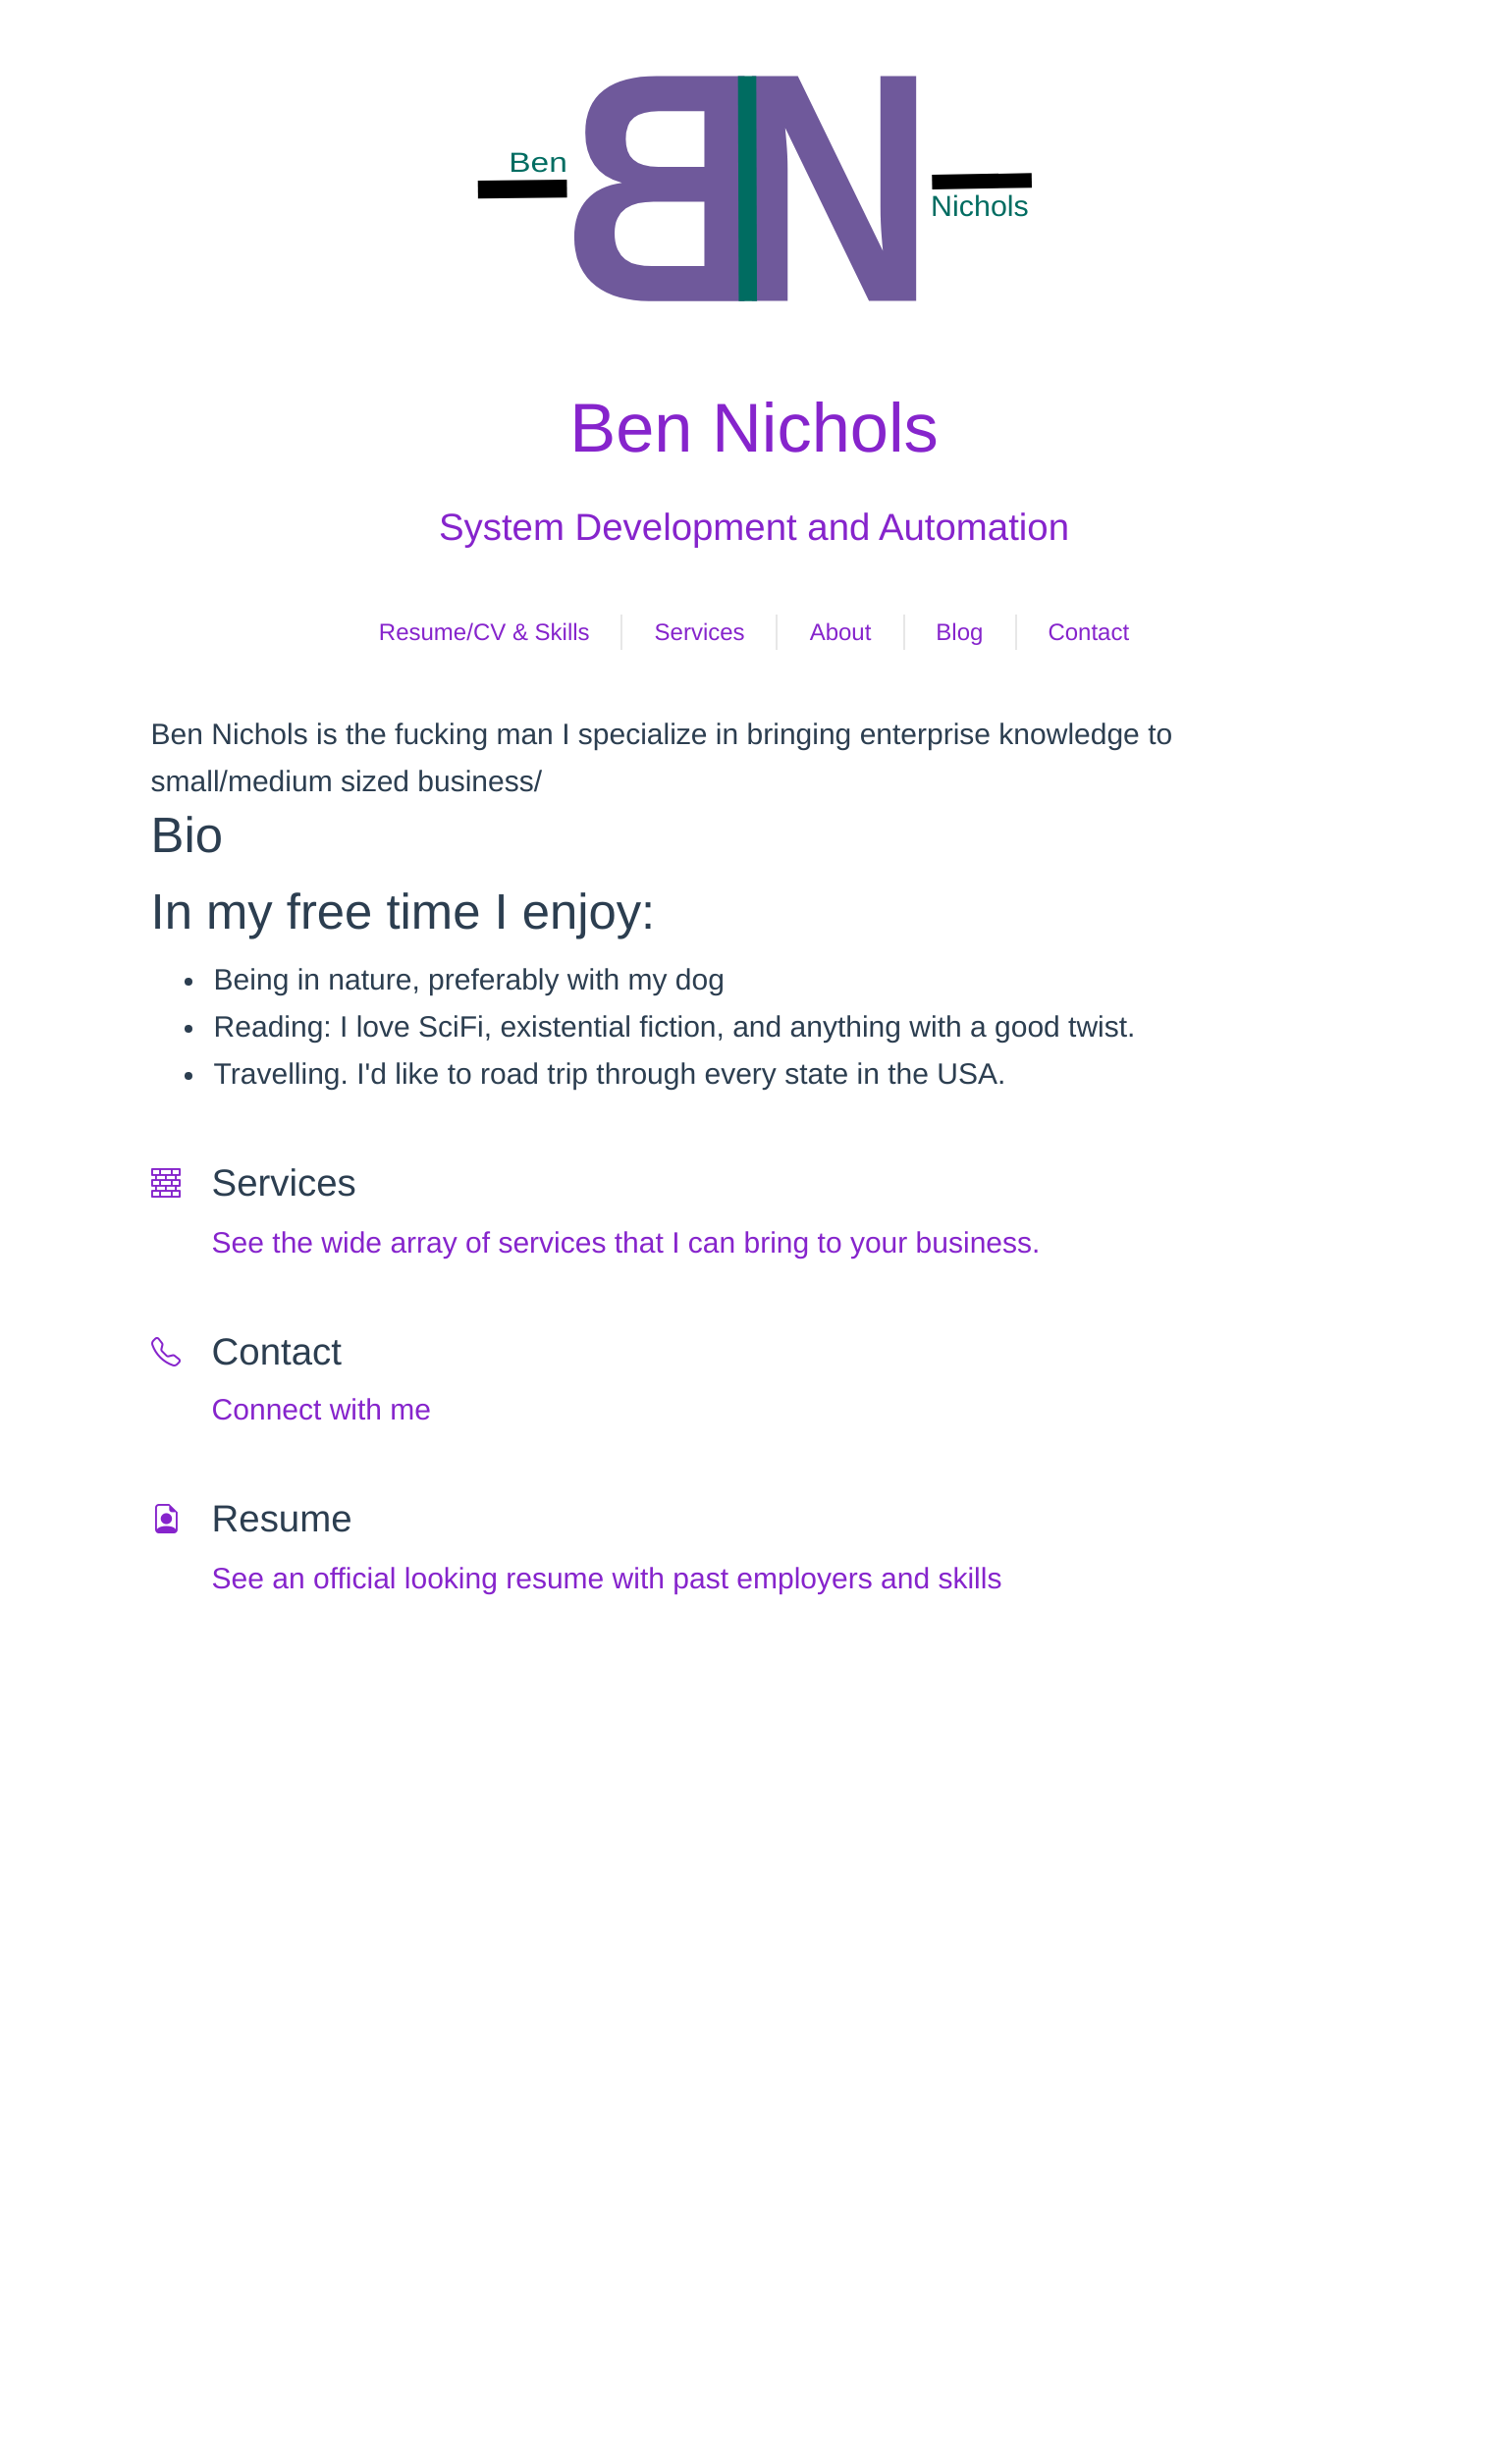 Ben
BN
Nichols
Ben Nichols
System Development and Automation
Resume/CV & Skills
Services
About
Blog
Contact
Ben Nichols is the fucking man I specialize in bringing enterprise knowledge to
small/medium sized business/
Bio
In my free time I enjoy:
Being in nature, preferably with my dog
Reading: I love SciFi, existential fiction, and anything with a good twist.
Travelling. I'd like to road trip through every state in the USA.
Services
See the wide array of services that I can bring to your business.
Contact
Connect with me
Resume
See an official looking resume with past employers and skills